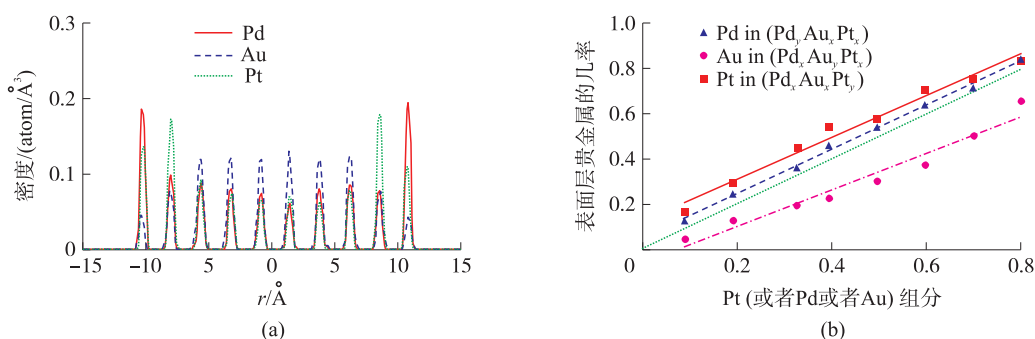 Pd
Au
Pt
密度/(atom/Å³)
0.3
0.2
0.1
0
−15 −10 −5 0 5 10 15
r/Å
(a)
Pd in (Pd_yAu_xPt_x)
Au in (Pd_xAu_yPt_x)
Pt in (Pd_xAu_xPt_y)
表面层贵金属的几率
1.0
0.8
0.6
0.4
0.2
0 0.2 0.4 0.6 0.8
Pt (或者Pd或者Au) 组分
(b)